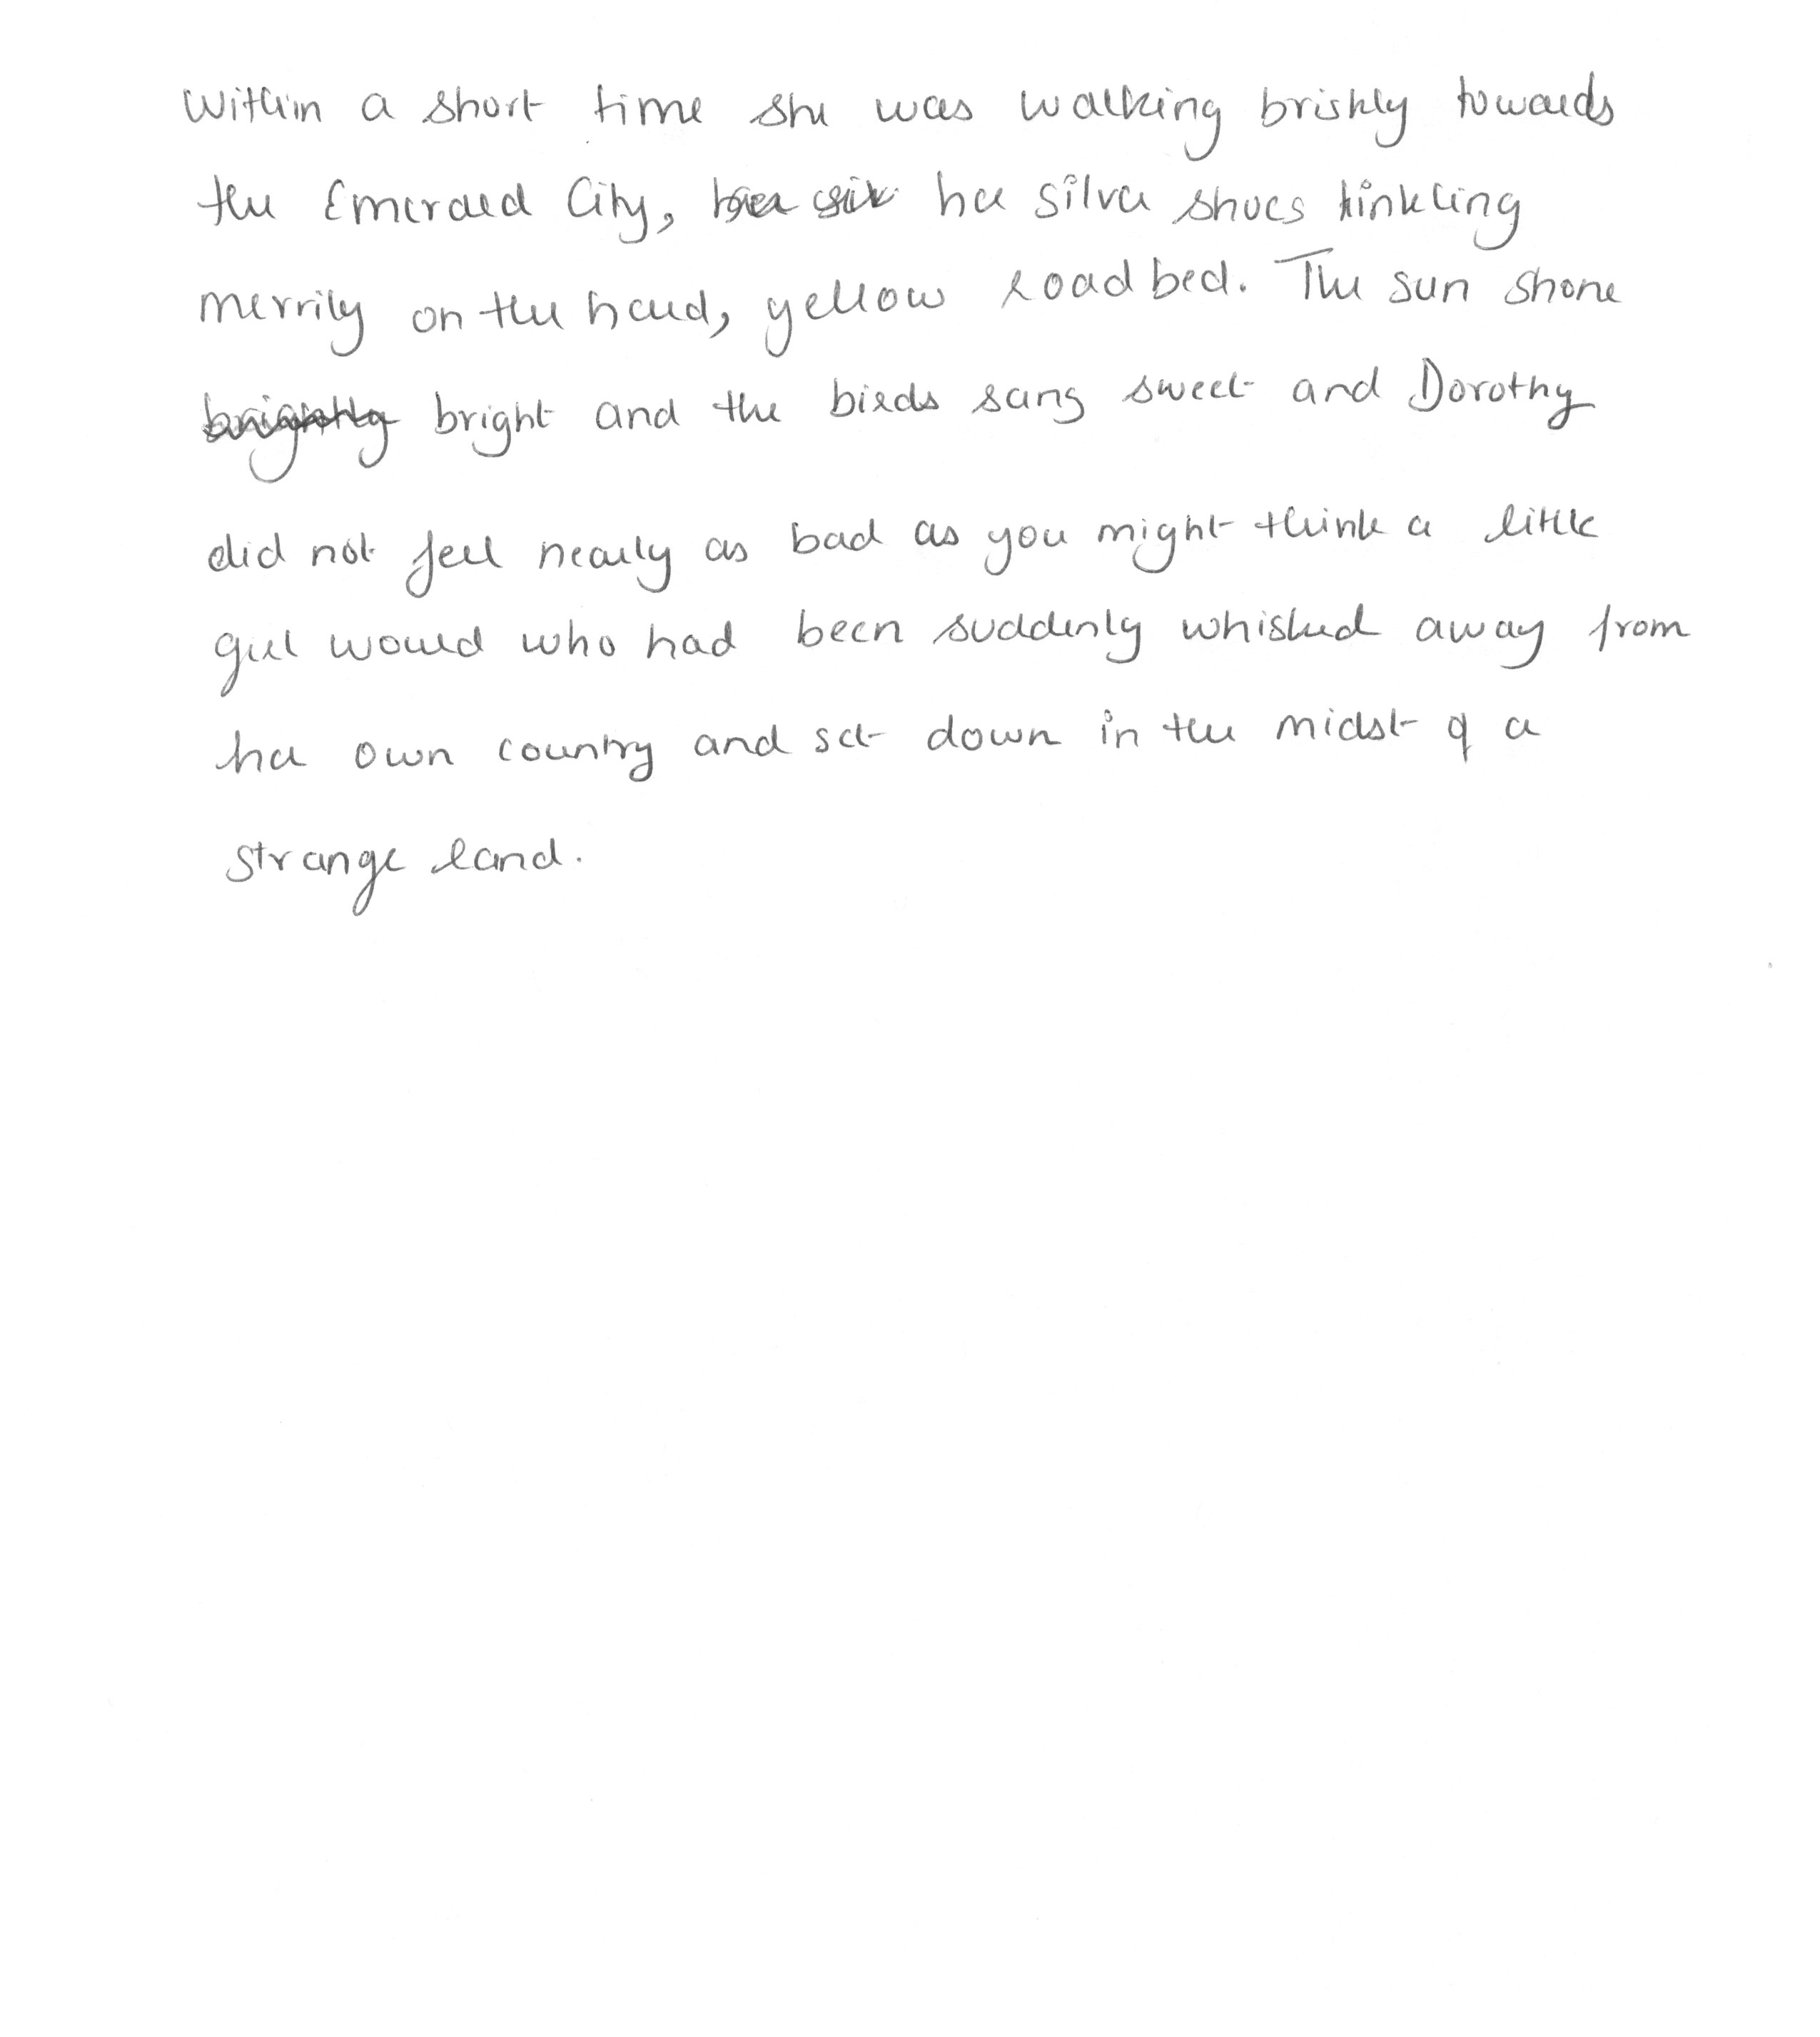 Within a short time she was walking briskly towards
the Emerald City, her silver shoes tinkling
merrily on the hard, yellow roadbed. The sun shone
brightly bright and the birds sang sweet and Dorothy
did not feel nearly as bad as you might think a little
girl would who had been suddenly whisked away from
her own country and set down in the midst of a
strange land.